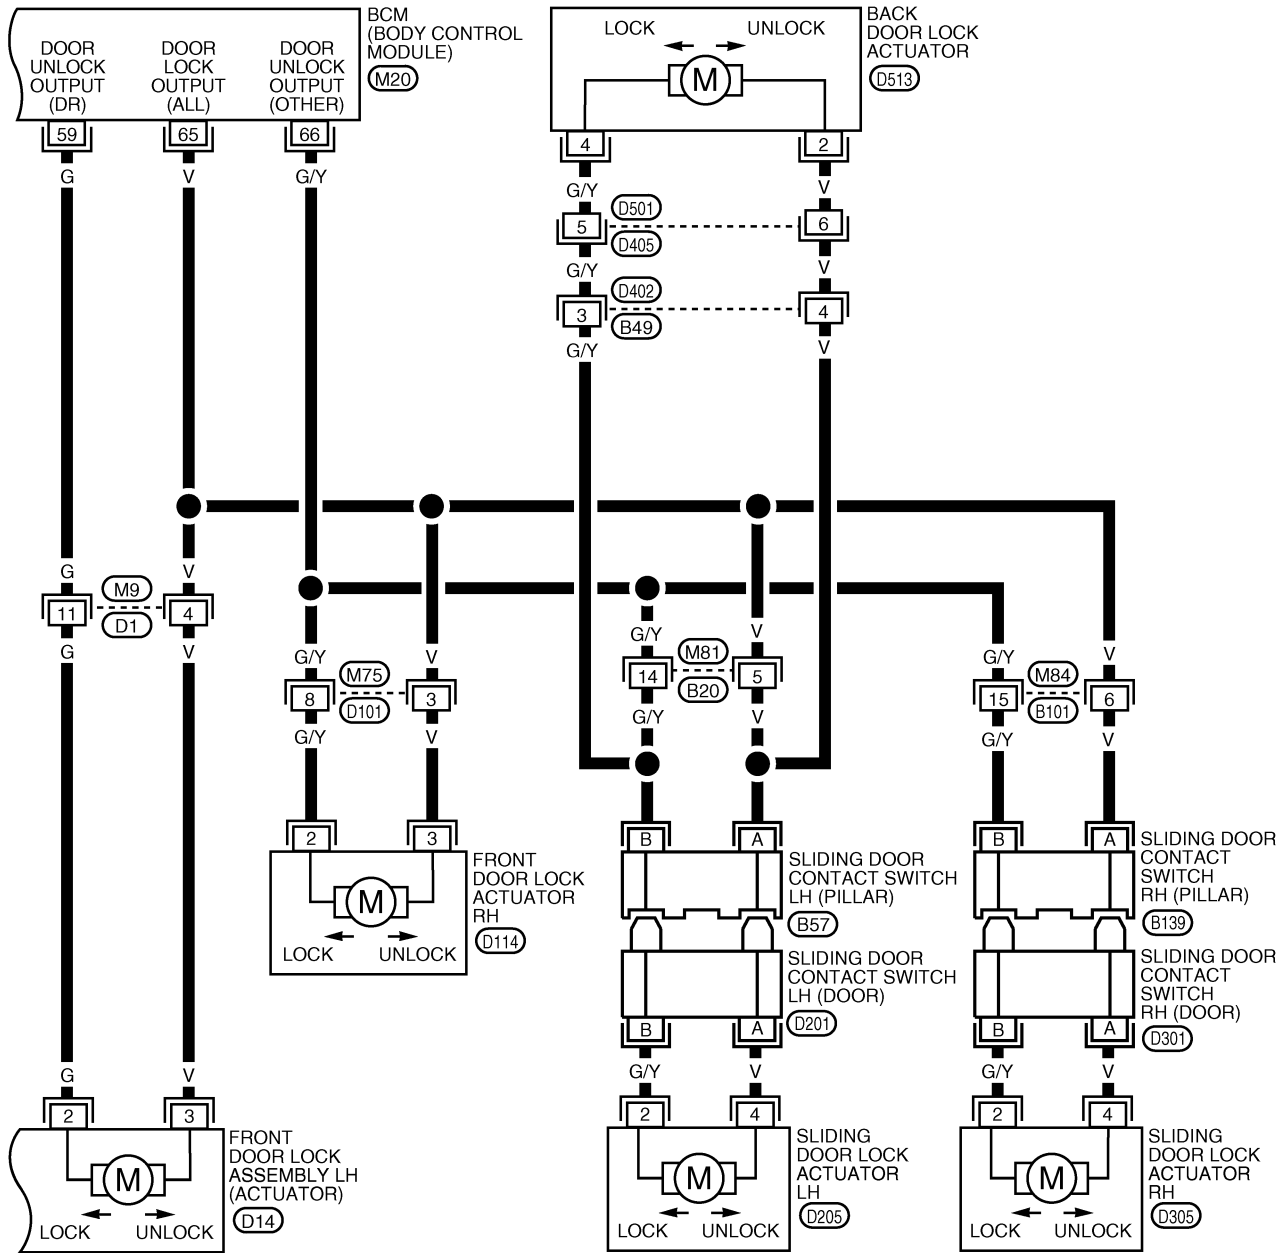 BCM
(BODY CONTROL
MODULE)
M20
DOOR
UNLOCK
OUTPUT
(DR)
DOOR
LOCK
OUTPUT
(ALL)
DOOR
UNLOCK
OUTPUT
(OTHER)
59
65
66
G
V
G/Y
LOCK
UNLOCK
M
BACK
DOOR LOCK
ACTUATOR
D513
4
2
G/Y
V
5
D501
D405
6
G/Y
V
3
D402
B49
4
G/Y
V
G
V
11
M9
D1
4
G
V
G/Y
V
8
M75
D101
3
G/Y
V
G/Y
V
14
M81
B20
5
G/Y
V
G/Y
V
15
M84
B101
6
G/Y
V
2
3
M
LOCK
UNLOCK
FRONT
DOOR LOCK
ACTUATOR
RH
D114
B
A
SLIDING DOOR
CONTACT SWITCH
LH (PILLAR)
B57
SLIDING DOOR
CONTACT SWITCH
LH (DOOR)
D201
B
A
B
A
SLIDING DOOR
CONTACT
SWITCH
RH (PILLAR)
B139
SLIDING DOOR
CONTACT
SWITCH
RH (DOOR)
D301
B
A
G
V
2
3
M
LOCK
UNLOCK
FRONT
DOOR LOCK
ASSEMBLY LH
(ACTUATOR)
D14
G/Y
V
2
4
M
LOCK
UNLOCK
SLIDING
DOOR LOCK
ACTUATOR
LH
D205
G/Y
V
2
4
M
LOCK
UNLOCK
SLIDING
DOOR LOCK
ACTUATOR
RH
D305